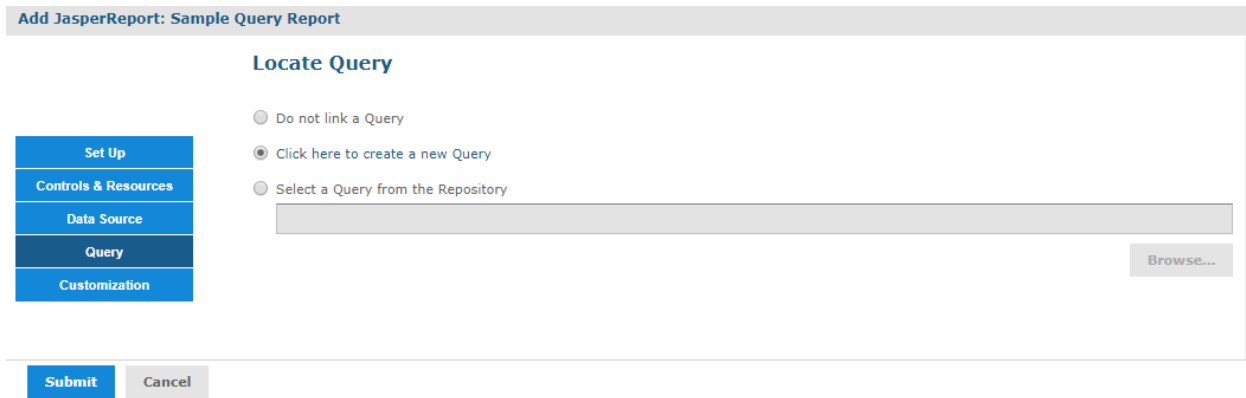 Add JasperReport: Sample Query Report
Locate Query
Do not link a Query
Click here to create a new Query
Select a Query from the Repository
Browse...
Set Up
Controls & Resources
Data Source
Query
Customization
Submit Cancel